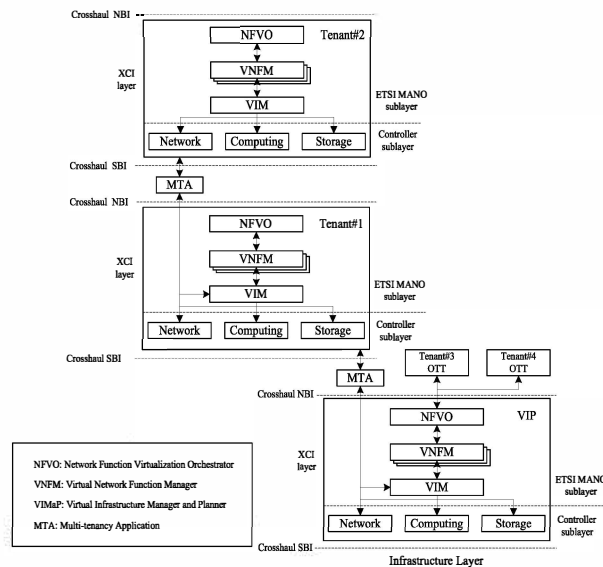 Crosshaul NBI
NFVO
Tenant#2
XCI
layer
VNFM
VIM
ETSI MANO
sublayer
Controller
sublayer
Network
Computing
Storage
Crosshaul SBI
MTA
Crosshaul NBI
NFVO
Tenant#1
XCI
layer
VNFM
VIM
ETSI MANO
sublayer
Controller
sublayer
Network
Computing
Storage
Crosshaul SBI
MTA
Tenant#3
OTT
Tenant#4
OTT
Crosshaul NBI
NFVO
VIP
XCI
layer
VNFM
VIM
ETSI MANO
sublayer
Controller
sublayer
Network
Computing
Storage
Crosshaul SBI
Infrastructure Layer
NFVO: Network Function Virtualization Orchestrator
VNFM: Virtual Network Function Manager
VIMaP: Virtual Infrastructure Manager and Planner
MTA: Multi-tenancy Application